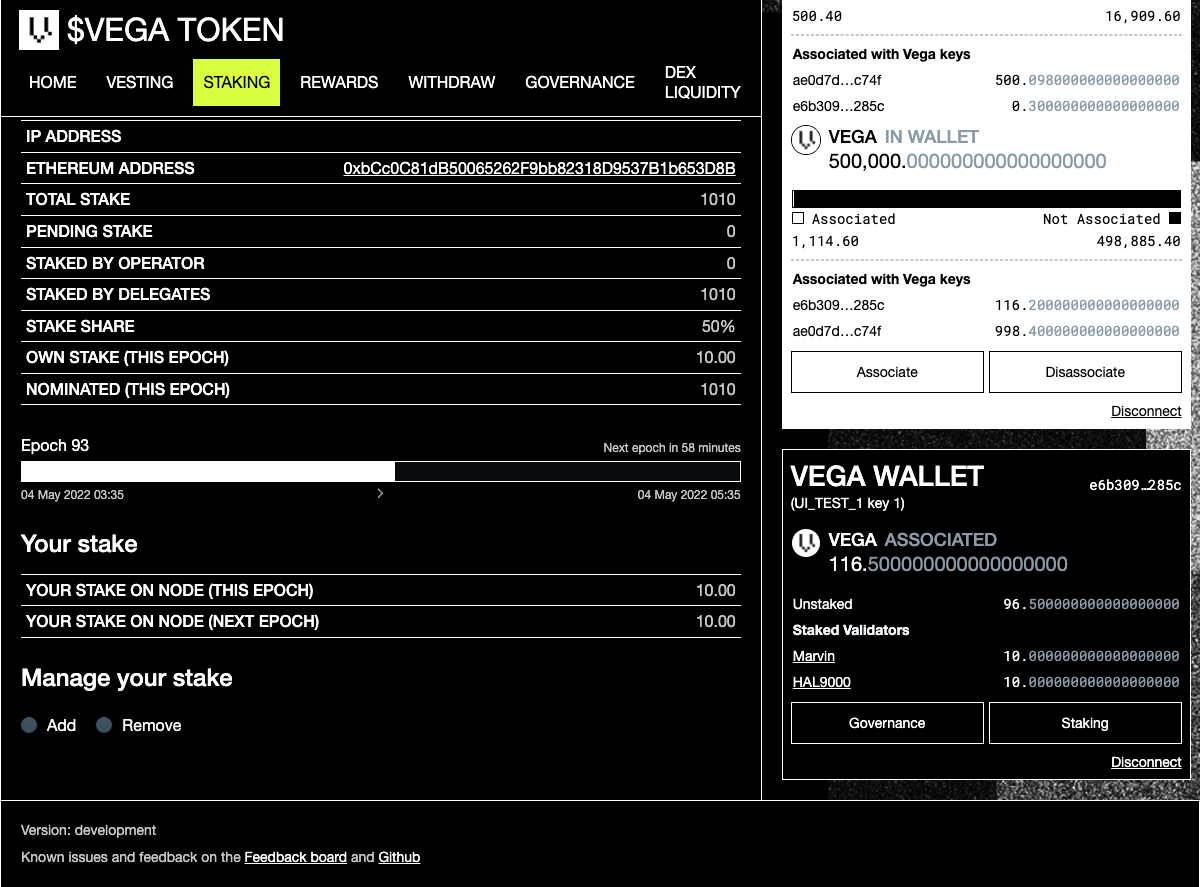 $VEGA TOKEN
HOME VESTING STAKING REWARDS WITHDRAW GOVERNANCE DEX LIQUIDITY
IP ADDRESS
ETHEREUM ADDRESS 0xbCc0C81dB50065262F9bb82318D9537B1b653D8B
TOTAL STAKE 1010
PENDING STAKE 0
STAKED BY OPERATOR 0
STAKED BY DELEGATES 1010
STAKE SHARE 50%
OWN STAKE (THIS EPOCH) 10.00
NOMINATED (THIS EPOCH) 1010
Epoch 93 Next epoch in 58 minutes
04 May 2022 03:35 04 May 2022 05:35
Your stake
YOUR STAKE ON NODE (THIS EPOCH) 10.00
YOUR STAKE ON NODE (NEXT EPOCH) 10.00
Manage your stake
Add Remove
500.40 16,909.60
Associated with Vega keys
ae0d7d…c74f 500.098000000000000000
e6b309…285c 0.300000000000000000
VEGA IN WALLET
500,000.000000000000000000
Associated Not Associated
1,114.60 498,885.40
Associated with Vega keys
e6b309…285c 116.200000000000000000
ae0d7d…c74f 998.400000000000000000
Associate Disassociate
Disconnect
VEGA WALLET e6b309…285c
(UI_TEST_1 key 1)
VEGA ASSOCIATED
116.500000000000000000
Unstaked 96.500000000000000000
Staked Validators
Marvin 10.000000000000000000
HAL9000 10.000000000000000000
Governance Staking
Disconnect
Version: development
Known issues and feedback on the Feedback board and Github